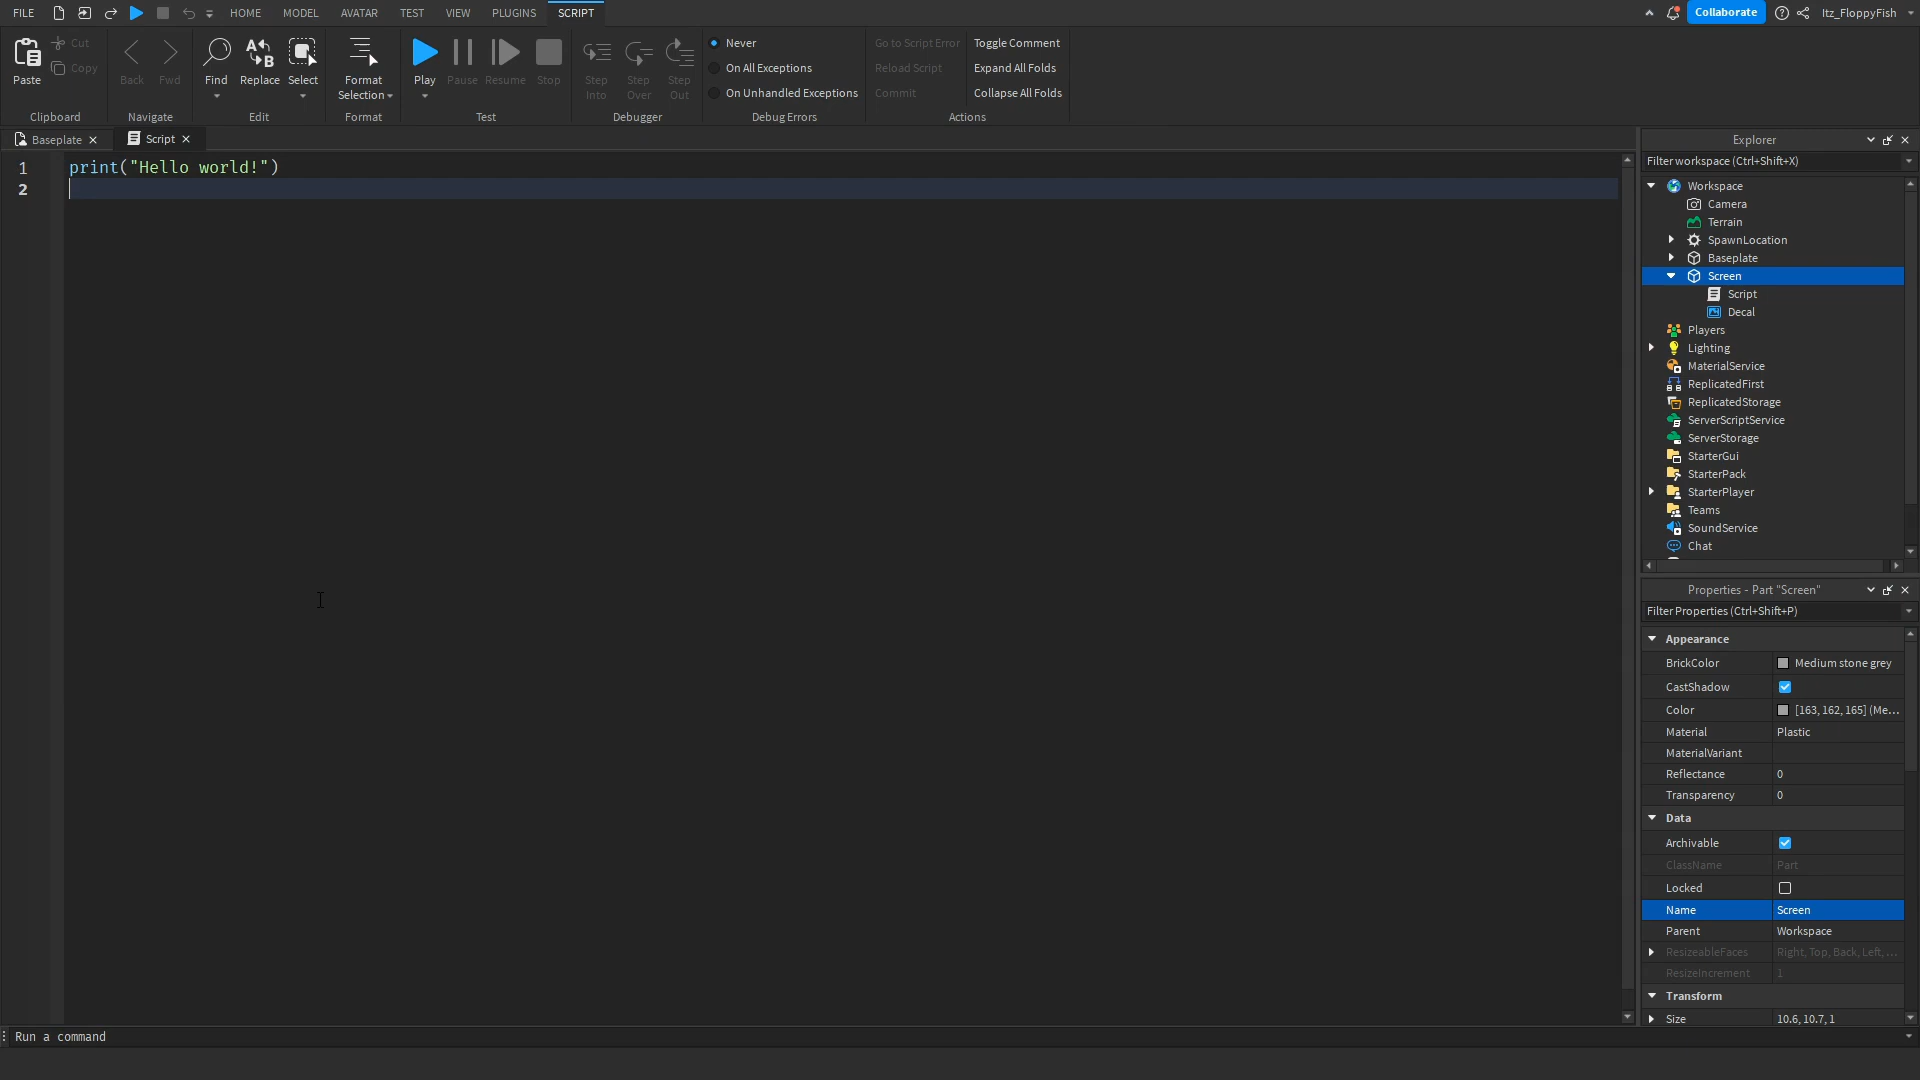 FILE HOME MODEL AVATAR TEST VIEW PLUGINS SCRIPT Collaborate Itz_FloppyFish
Paste Cut Copy
Clipboard
Back Fwd
Navigate
Find Replace Select
Edit
Format
Selection
Format
Play Pause Resume Stop
Test
Step Into Step Over Step Out
Debugger
Never
On All Exceptions
On Unhandled Exceptions
Debug Errors
Go to Script Error Toggle Comment
Reload Script Expand All Folds
Commit Collapse All Folds
Actions
Baseplate Script
1 print("Hello world!")
2
Explorer
Filter workspace (Ctrl+Shift+X)
Workspace
Camera
Terrain
SpawnLocation
Baseplate
Screen
Script
Decal
Players
Lighting
MaterialService
ReplicatedFirst
ReplicatedStorage
ServerScriptService
ServerStorage
StarterGui
StarterPack
StarterPlayer
Teams
SoundService
Chat
Properties - Part "Screen"
Filter Properties (Ctrl+Shift+P)
Appearance
BrickColor Medium stone grey
CastShadow
Color [163, 162, 165] (Me...
Material Plastic
MaterialVariant
Reflectance 0
Transparency 0
Data
Archivable
ClassName Part
Locked
Name Screen
Parent Workspace
ResizeableFaces Right, Top, Back, Left, ...
ResizeIncrement 1
Transform
Size 10.6, 10.7, 1
Run a command